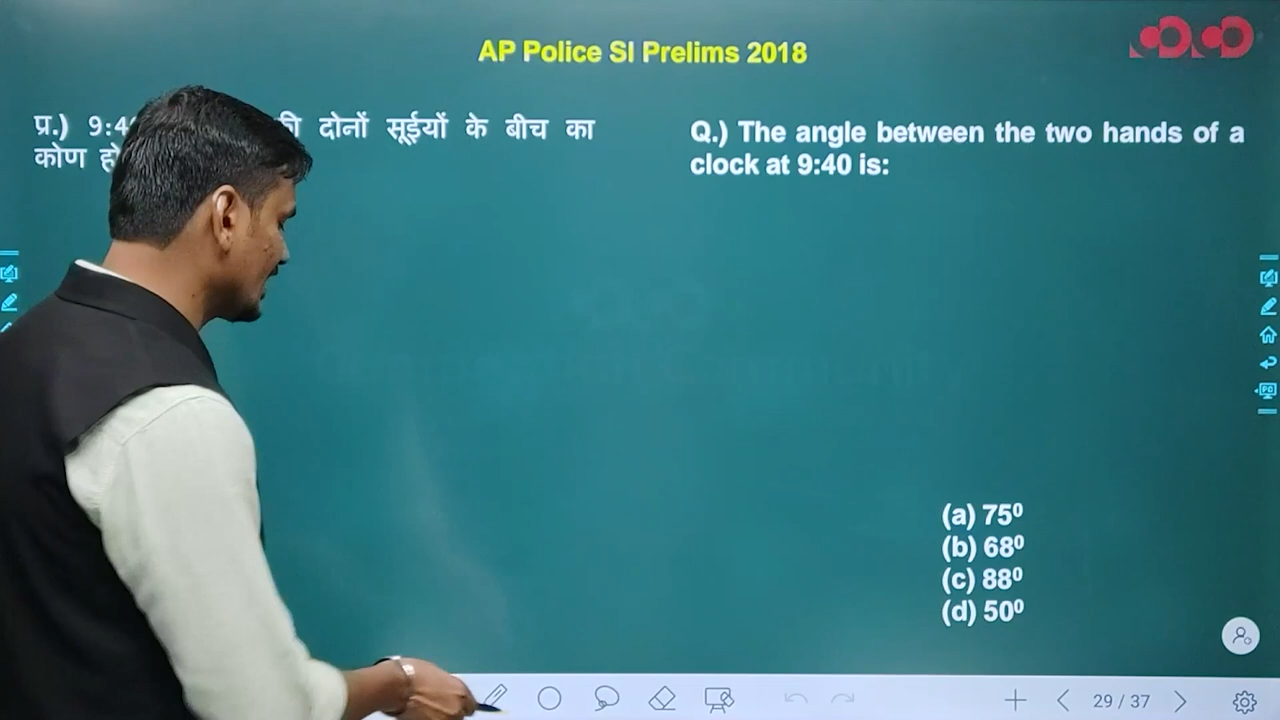 AP Police SI Prelims 2018
प्र.) 9:4 की दोनों सूईयों के बीच का
कोण
Q.) The angle between the two hands of a
clock at 9:40 is:
(a) 75⁰
(b) 68⁰
(c) 88⁰
(d) 50⁰
PC
29 / 37